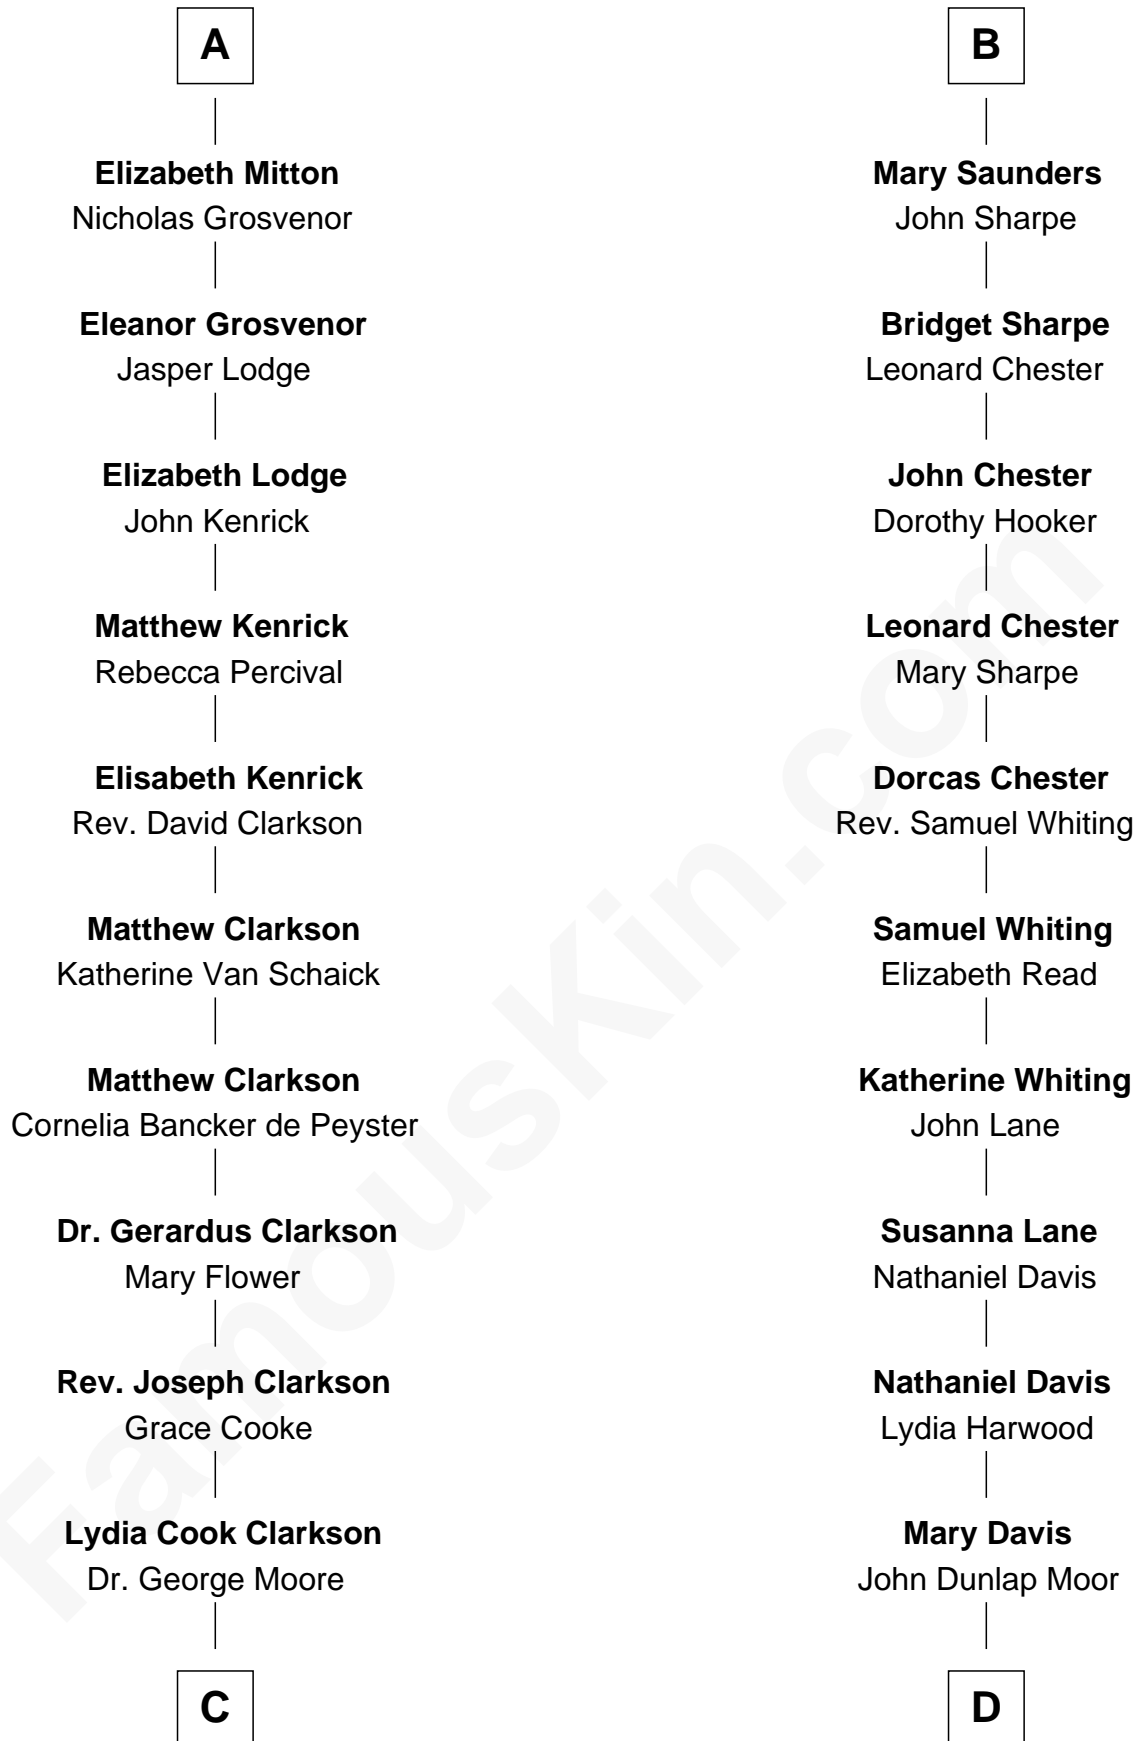 A
Elizabeth Mitton
Nicholas Grosvenor
Eleanor Grosvenor
Jasper Lodge
Elizabeth Lodge
John Kenrick
Matthew Kenrick
Rebecca Percival
Elisabeth Kenrick
Rev. David Clarkson
Matthew Clarkson
Katherine Van Schaick
Matthew Clarkson
Cornelia Bancker de Peyster
Dr. Gerardus Clarkson
Mary Flower
Rev. Joseph Clarkson
Grace Cooke
Lydia Cook Clarkson
Dr. George Moore
C
B
Mary Saunders
John Sharpe
Bridget Sharpe
Leonard Chester
John Chester
Dorothy Hooker
Leonard Chester
Mary Sharpe
Dorcas Chester
Rev. Samuel Whiting
Samuel Whiting
Elizabeth Read
Katherine Whiting
John Lane
Susanna Lane
Nathaniel Davis
Nathaniel Davis
Lydia Harwood
Mary Davis
John Dunlap Moor
D
FamousKin.com